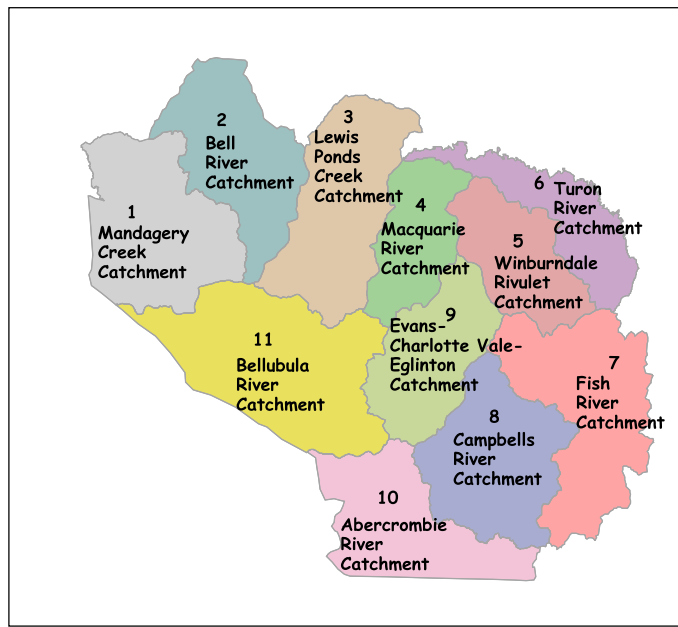 1
Mandagery
Creek
Catchment
2
Bell
River
Catchment
3
Lewis
Ponds
Creek
Catchment
4
Macquarie
River
Catchment
5
Winburndale
Rivulet
Catchment
6
Turon
River
Catchment
7
Fish
River
Catchment
8
Campbells
River
Catchment
9
Evans-
Charlotte Vale-
Eglinton
Catchment
10
Abercrombie
River
Catchment
11
Bellubula
River
Catchment